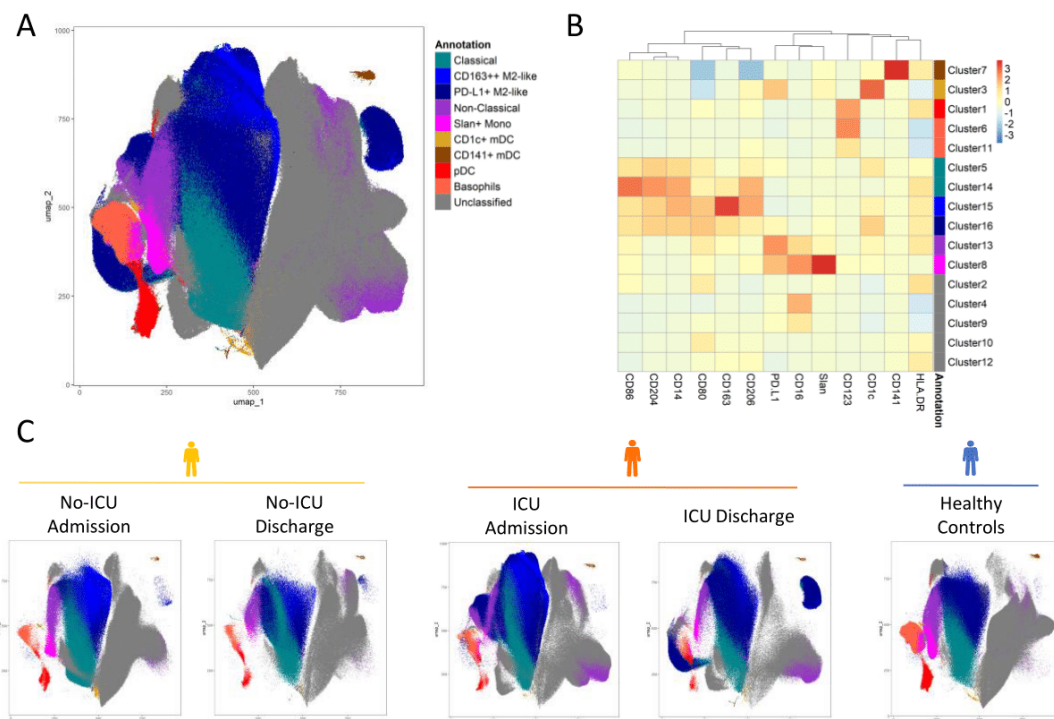 A
1000
750
500
250
0
umap_2
0
250
500
750
umap_1
Annotation
Classical
CD163++ M2-like
PD-L1+ M2-like
Non-Classical
Slan+ Mono
CD1c+ mDC
CD141+ mDC
pDC
Basophils
Unclassified
B
3
2
1
0
-1
-2
-3
Cluster7
Cluster3
Cluster1
Cluster6
Cluster11
Cluster5
Cluster14
Cluster15
Cluster16
Cluster13
Cluster8
Cluster2
Cluster4
Cluster9
Cluster10
Cluster12
CD86
CD204
CD14
CD80
CD163
CD206
PD.L1
CD16
Slan
CD123
CD1c
CD141
HLA.DR
Annotation
C
No-ICU
Admission
No-ICU
Discharge
ICU
Admission
ICU Discharge
Healthy
Controls